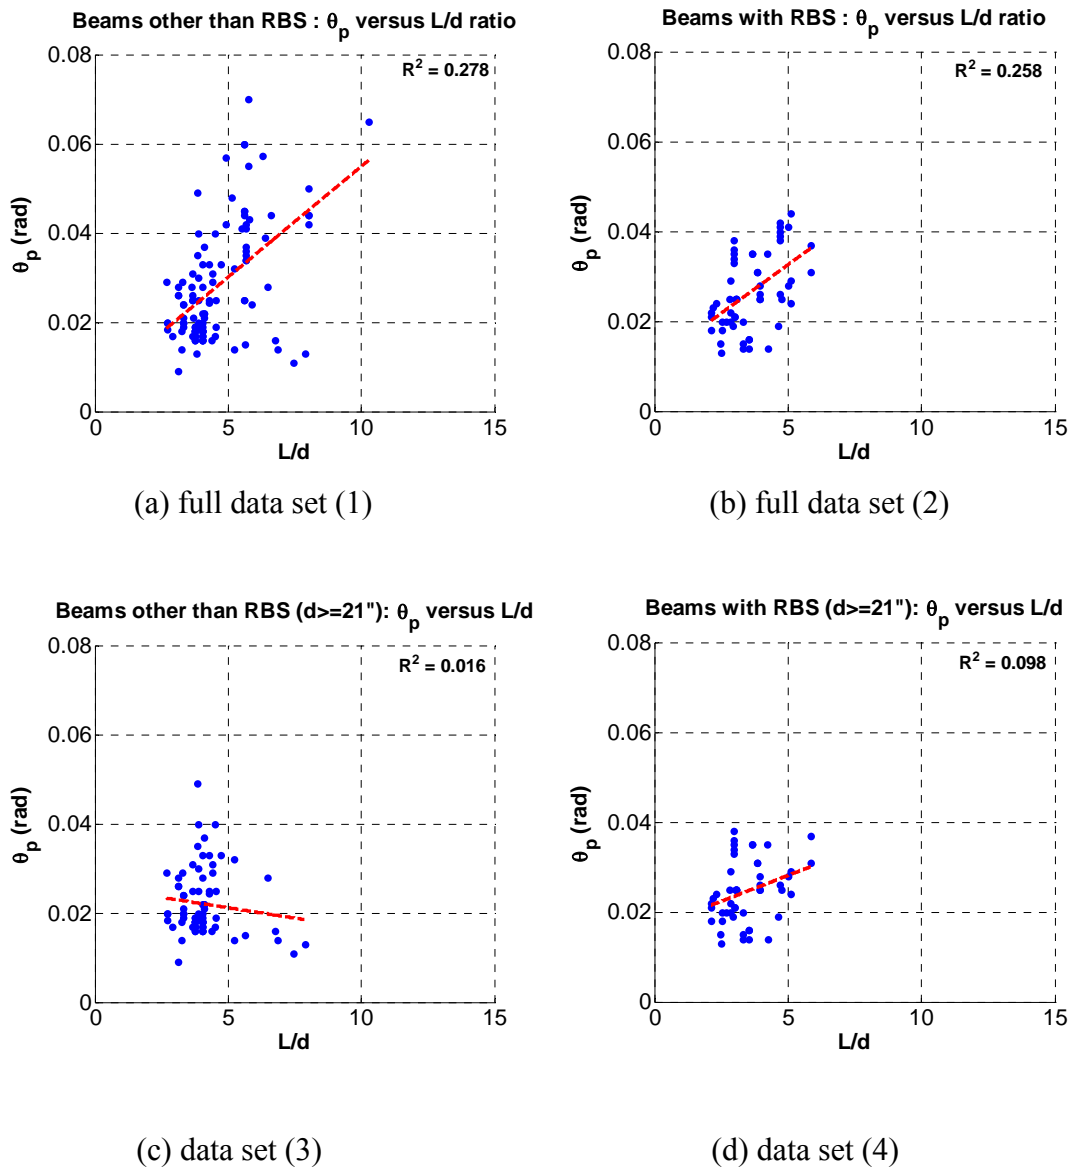 Beams other than RBS : θp versus L/d ratio
R² = 0.278
0.08
0.06
0.04
0.02
0
θp (rad)
0 5 10 15
L/d
(a) full data set (1)
Beams with RBS : θp versus L/d ratio
R² = 0.258
0.08
0.06
0.04
0.02
0
θp (rad)
0 5 10 15
L/d
(b) full data set (2)
Beams other than RBS (d>=21"): θp versus L/d
R² = 0.016
0.08
0.06
0.04
0.02
0
θp (rad)
0 5 10 15
L/d
(c) data set (3)
Beams with RBS (d>=21"): θp versus L/d
R² = 0.098
0.08
0.06
0.04
0.02
0
θp (rad)
0 5 10 15
L/d
(d) data set (4)